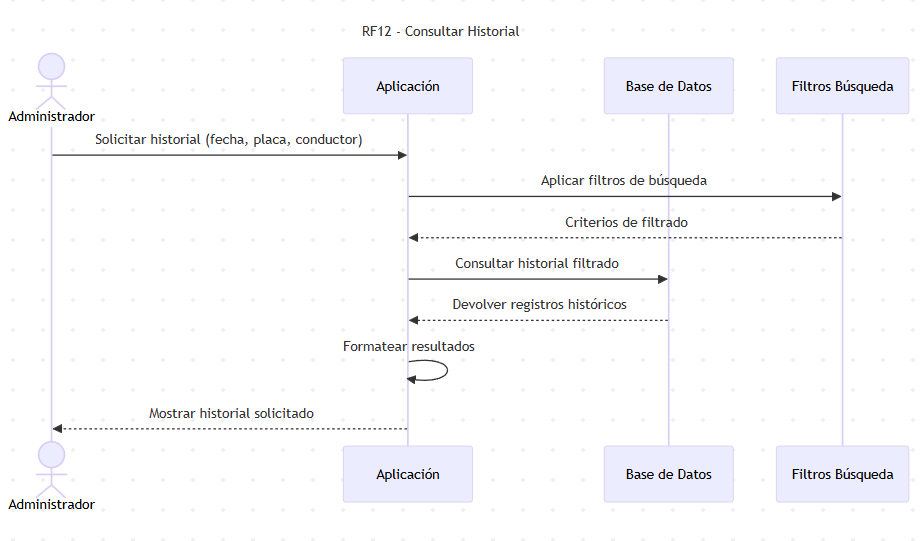 RF12 - Consultar Historial
Administrador
Aplicación
Base de Datos
Filtros Búsqueda
Solicitar historial (fecha, placa, conductor)
Aplicar filtros de búsqueda
Criterios de filtrado
Consultar historial filtrado
Devolver registros históricos
Formatear resultados
Mostrar historial solicitado
Administrador
Aplicación
Base de Datos
Filtros Búsqueda